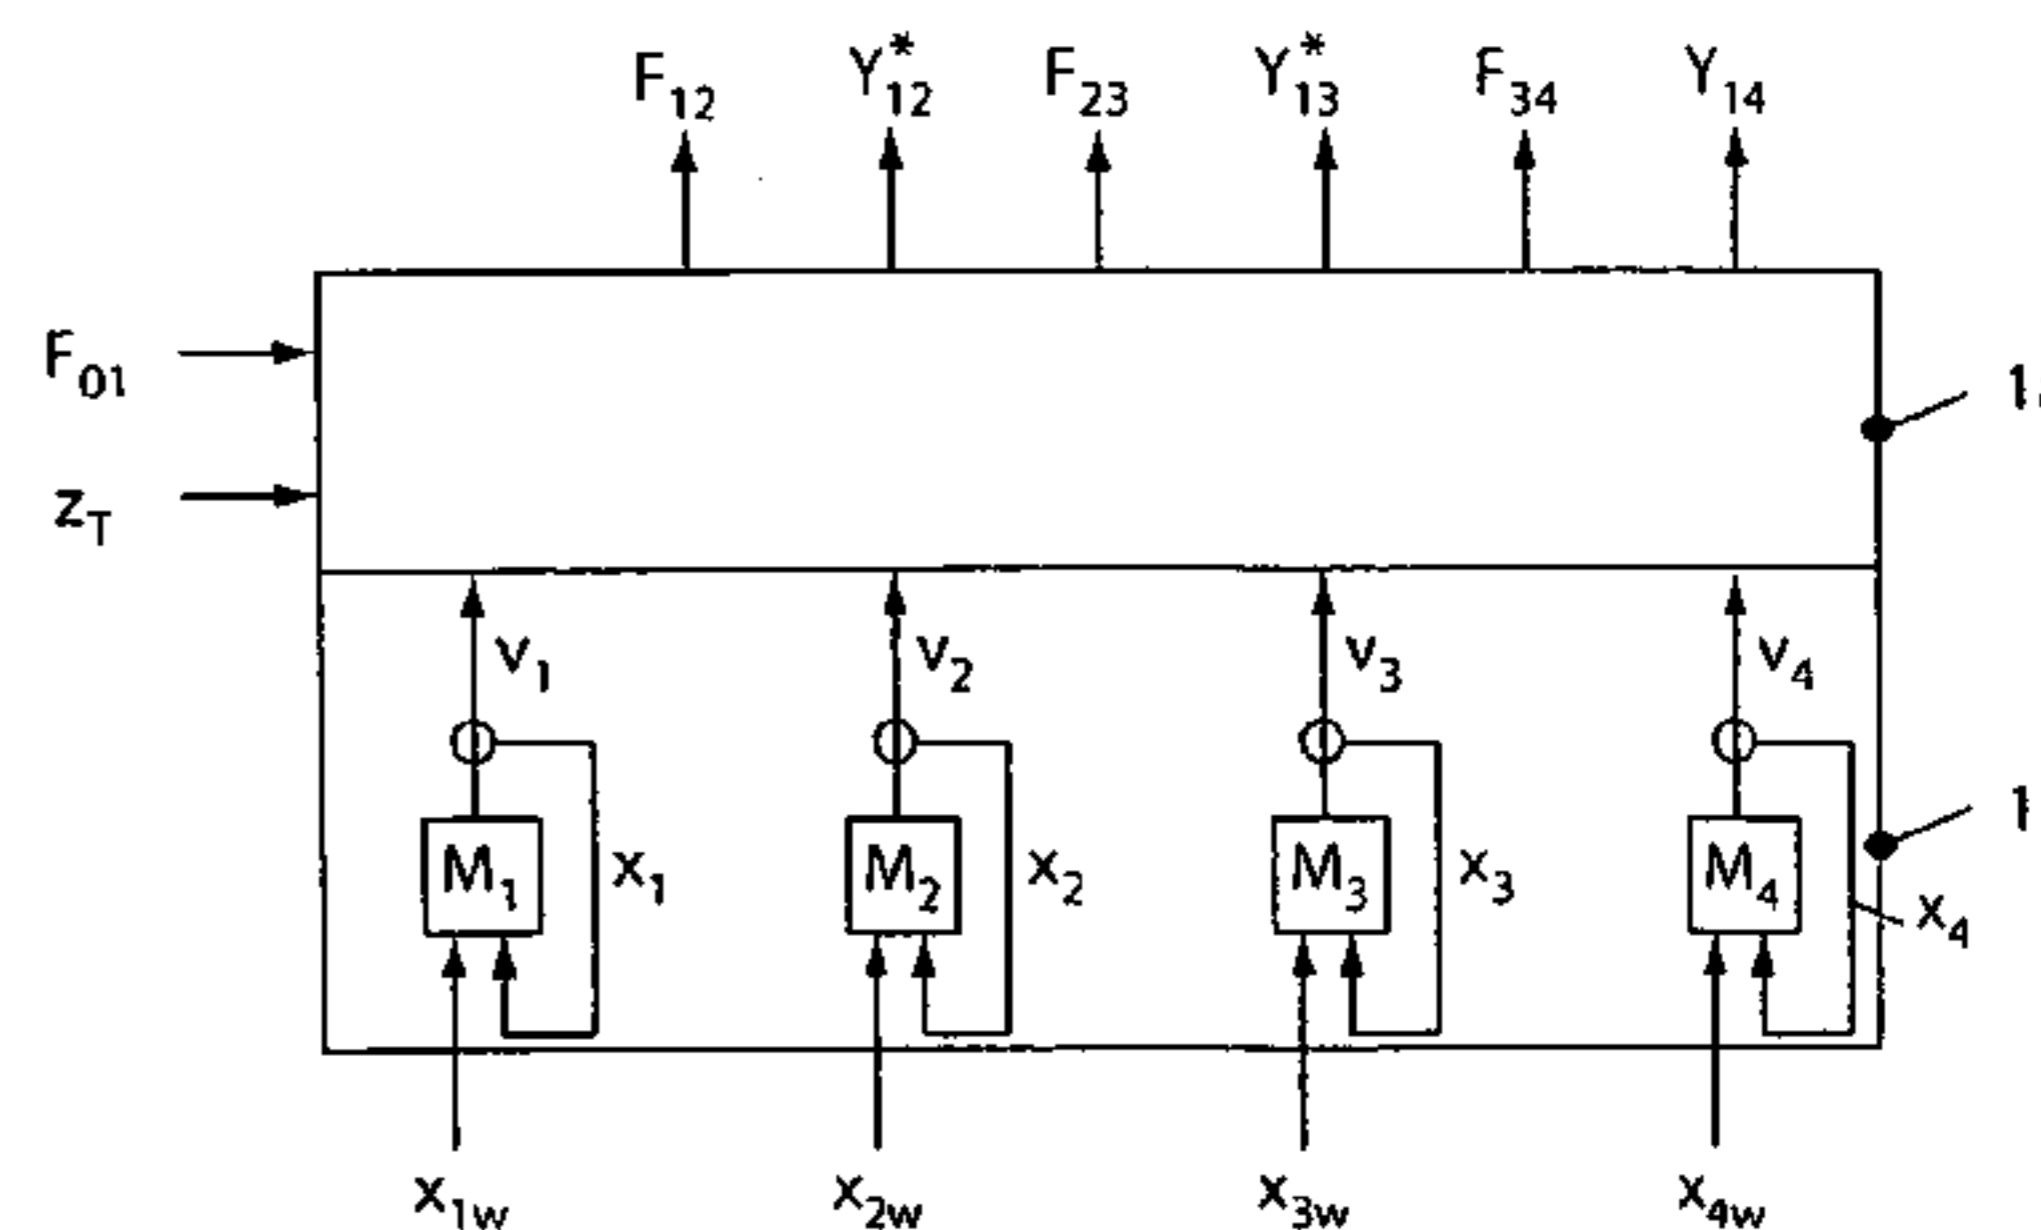 F12 Y*12 F23 Y*13 F34 Y14
F01
zT
v1 v2 v3 v4
M1 x1 M2 x2 M3 x3 M4 x4
x1w x2w x3w x4w